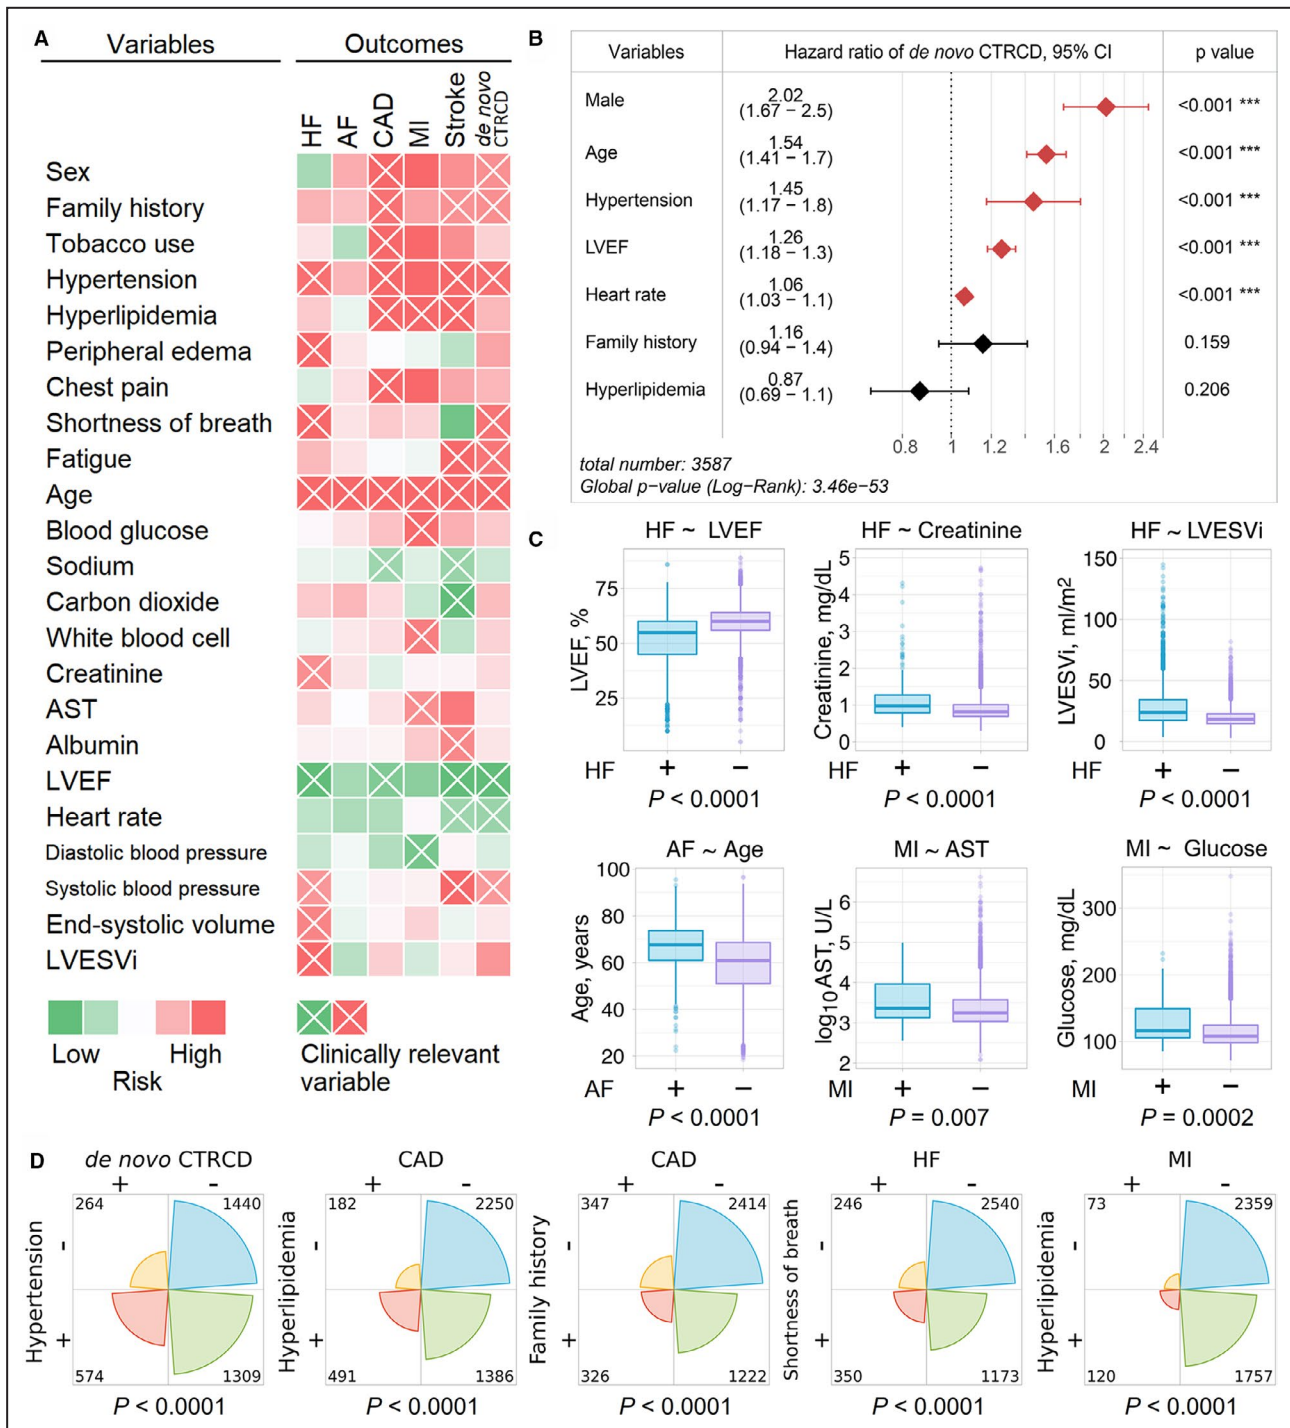 A
Variables
Outcomes
HF
AF
CAD
MI
Stroke
de novo
CTRCD
Sex
Family history
Tobacco use
Hypertension
Hyperlipidemia
Peripheral edema
Chest pain
Shortness of breath
Fatigue
Age
Blood glucose
Sodium
Carbon dioxide
White blood cell
Creatinine
AST
Albumin
LVEF
Heart rate
Diastolic blood pressure
Systolic blood pressure
End-systolic volume
LVESVi
Low
High
Risk
Clinically relevant
variable
B
Variables
Hazard ratio of de novo CTRCD, 95% CI
p value
Male
2.02
(1.67 − 2.5)
<0.001 ***
Age
1.54
(1.41 − 1.7)
<0.001 ***
Hypertension
1.45
(1.17 − 1.8)
<0.001 ***
LVEF
1.26
(1.18 − 1.3)
<0.001 ***
Heart rate
1.06
(1.03 − 1.1)
<0.001 ***
Family history
1.16
(0.94 − 1.4)
0.159
Hyperlipidemia
0.87
(0.69 − 1.1)
0.206
0.8 1 1.2 1.6 2 2.4
total number: 3587
Global p−value (Log−Rank): 3.46e−53
C
HF ~ LVEF
LVEF, %
75
50
25
HF + −
P < 0.0001
HF ~ Creatinine
Creatinine, mg/dL
5
4
3
2
1
0
HF + −
P < 0.0001
HF ~ LVESVi
LVESVi, ml/m2
150
100
50
0
HF + −
P < 0.0001
AF ~ Age
Age, years
100
80
60
40
20
AF + −
P < 0.0001
MI ~ AST
log10AST, U/L
6
5
4
3
2
MI + −
P = 0.007
MI ~ Glucose
Glucose, mg/dL
300
200
100
MI + −
P = 0.0002
D
de novo CTRCD
+ -
Hypertension
-
+
264 1440
574 1309
P < 0.0001
CAD
+ -
Hyperlipidemia
-
+
182 2250
491 1386
P < 0.0001
CAD
+ -
Family history
-
+
347 2414
326 1222
P < 0.0001
HF
+ -
Shortness of breath
-
+
246 2540
350 1173
P < 0.0001
MI
+ -
Hyperlipidemia
-
+
73 2359
120 1757
P < 0.0001